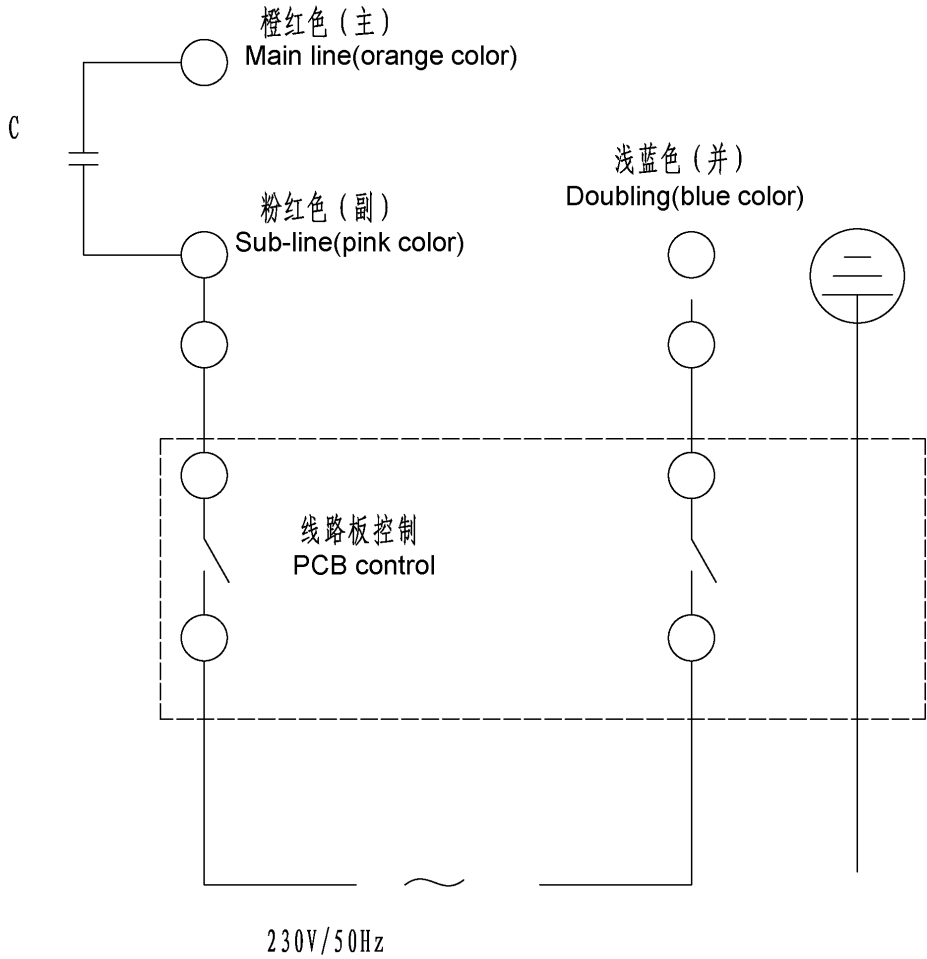 橙红色（主）
Main line(orange color)
C
浅蓝色（并）
Doubling(blue color)
粉红色（副）
Sub-line(pink color)
线路板控制
PCB control
230V/50Hz